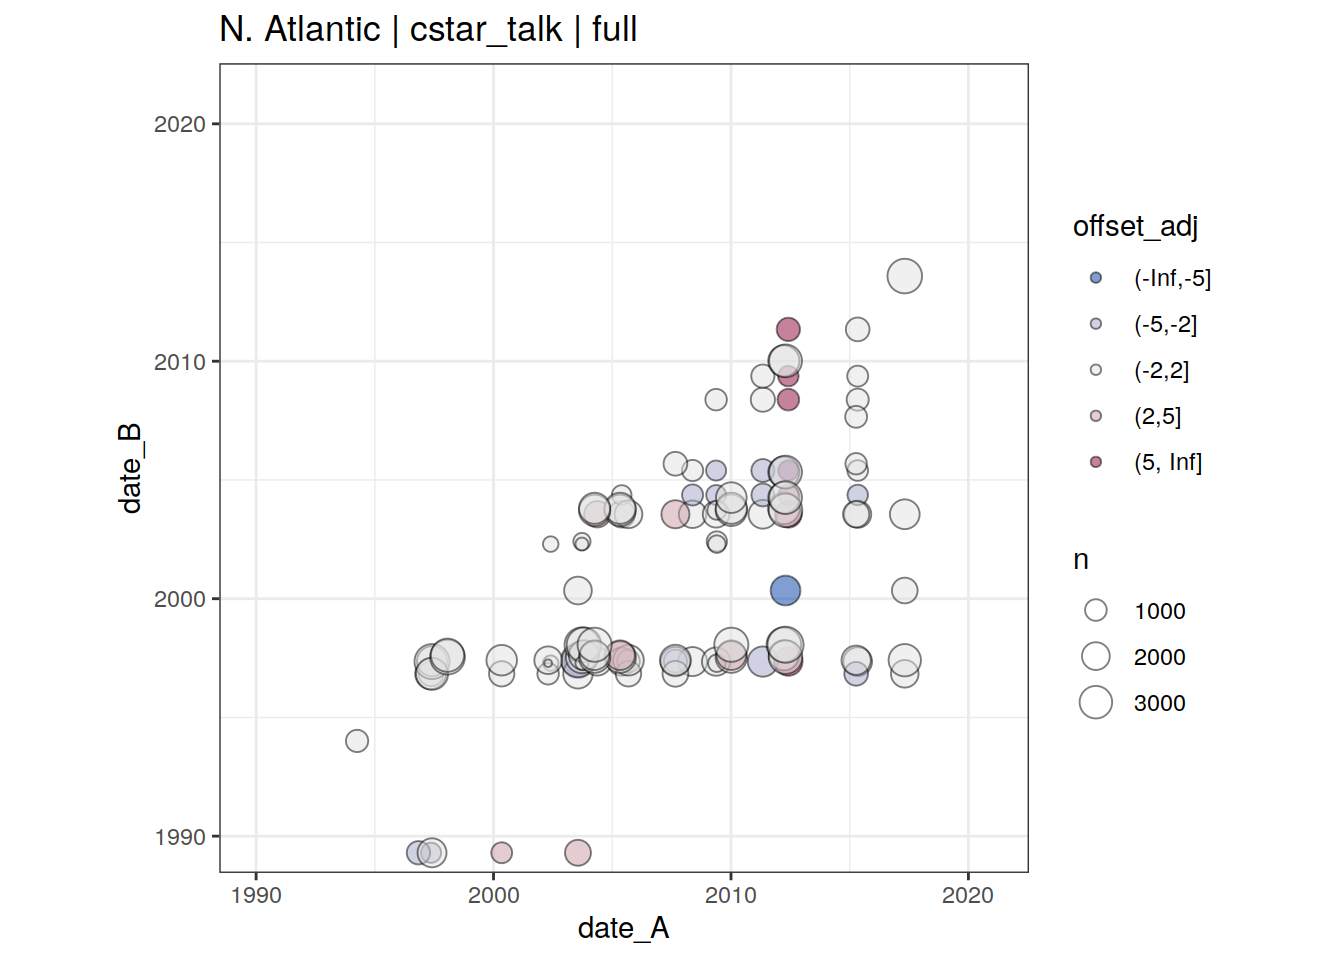 N. Atlantic | cstar_talk | full
2020
2010
2000
1990
date_B
1990
2000
2010
2020
date_A
offset_adj
(-Inf,-5]
(-5,-2]
(-2,2]
(2,5]
(5, Inf]
n
1000
2000
3000